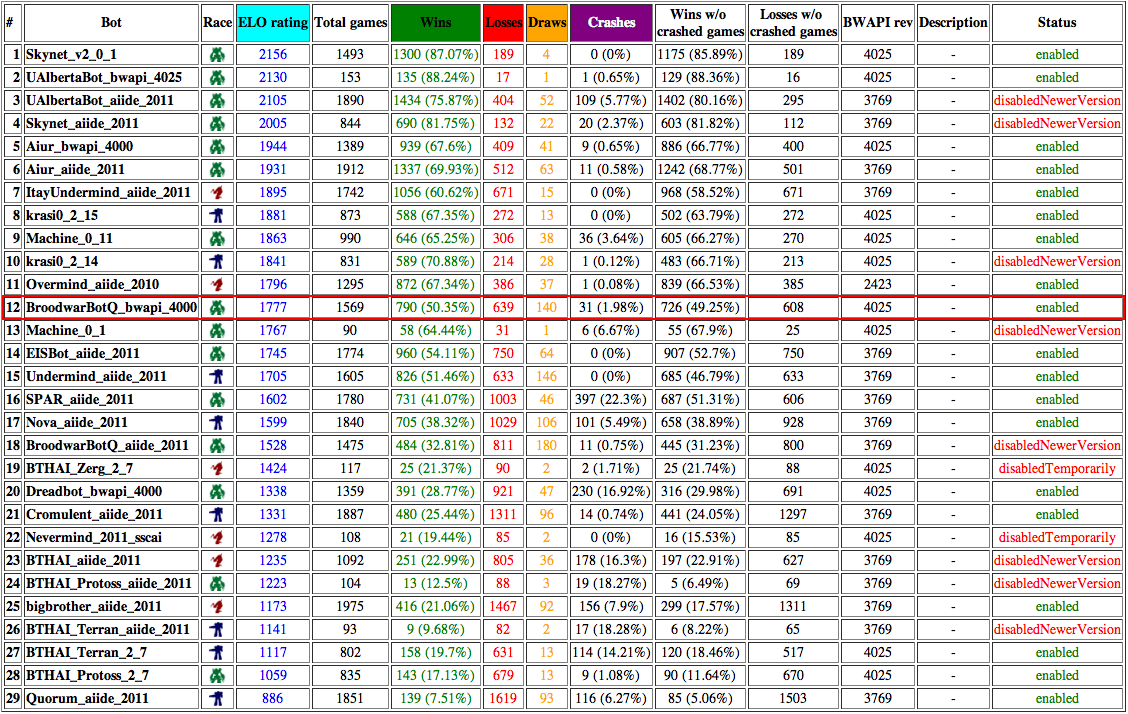 # Bot Race ELO rating Total games Wins Losses Draws Crashes Wins w/o crashed games Losses w/o crashed games BWAPI rev Description Status
1 Skynet_v2_0_1 2156 1493 1300 (87.07%) 189 4 0 (0%) 1175 (85.89%) 189 4025 - enabled
2 UAlbertaBot_bwapi_4025 2130 153 135 (88.24%) 17 1 1 (0.65%) 129 (88.36%) 16 4025 - enabled
3 UAlbertaBot_aiide_2011 2105 1890 1434 (75.87%) 404 52 109 (5.77%) 1402 (80.16%) 295 3769 - disabledNewerVersion
4 Skynet_aiide_2011 2005 844 690 (81.75%) 132 22 20 (2.37%) 603 (81.82%) 112 3769 - disabledNewerVersion
5 Aiur_bwapi_4000 1944 1389 939 (67.6%) 409 41 9 (0.65%) 886 (66.77%) 400 4025 - enabled
6 Aiur_aiide_2011 1931 1912 1337 (69.93%) 512 63 11 (0.58%) 1242 (68.77%) 501 3769 - enabled
7 ItayUndermind_aiide_2011 1895 1742 1056 (60.62%) 671 15 0 (0%) 968 (58.52%) 671 3769 - enabled
8 krasi0_2_15 1881 873 588 (67.35%) 272 13 0 (0%) 502 (63.79%) 272 4025 - enabled
9 Machine_0_11 1863 990 646 (65.25%) 306 38 36 (3.64%) 605 (66.27%) 270 4025 - enabled
10 krasi0_2_14 1841 831 589 (70.88%) 214 28 1 (0.12%) 483 (66.71%) 213 4025 - disabledNewerVersion
11 Overmind_aiide_2010 1796 1295 872 (67.34%) 386 37 1 (0.08%) 839 (66.53%) 385 2423 - enabled
12 BroodwarBotQ_bwapi_4000 1777 1569 790 (50.35%) 639 140 31 (1.98%) 726 (49.25%) 608 4025 - enabled
13 Machine_0_1 1767 90 58 (64.44%) 31 1 6 (6.67%) 55 (67.9%) 25 4025 - disabledNewerVersion
14 EISBot_aiide_2011 1745 1774 960 (54.11%) 750 64 0 (0%) 907 (52.7%) 750 3769 - enabled
15 Undermind_aiide_2011 1705 1605 826 (51.46%) 633 146 0 (0%) 685 (46.79%) 633 3769 - enabled
16 SPAR_aiide_2011 1602 1780 731 (41.07%) 1003 46 397 (22.3%) 687 (51.31%) 606 3769 - enabled
17 Nova_aiide_2011 1599 1840 705 (38.32%) 1029 106 101 (5.49%) 658 (38.89%) 928 3769 - enabled
18 BroodwarBotQ_aiide_2011 1528 1475 484 (32.81%) 811 180 11 (0.75%) 445 (31.23%) 800 3769 - disabledNewerVersion
19 BTHAI_Zerg_2_7 1424 117 25 (21.37%) 90 2 2 (1.71%) 25 (21.74%) 88 4025 - disabledTemporarily
20 Dreadbot_bwapi_4000 1338 1359 391 (28.77%) 921 47 230 (16.92%) 316 (29.98%) 691 4025 - enabled
21 Cromulent_aiide_2011 1331 1887 480 (25.44%) 1311 96 14 (0.74%) 441 (24.05%) 1297 3769 - enabled
22 Nevermind_2011_sscai 1278 108 21 (19.44%) 85 2 0 (0%) 16 (15.53%) 85 4025 - disabledTemporarily
23 BTHAI_aiide_2011 1235 1092 251 (22.99%) 805 36 178 (16.3%) 197 (22.91%) 627 3769 - disabledNewerVersion
24 BTHAI_Protoss_aiide_2011 1223 104 13 (12.5%) 88 3 19 (18.27%) 5 (6.49%) 69 3769 - disabledNewerVersion
25 bigbrother_aiide_2011 1173 1975 416 (21.06%) 1467 92 156 (7.9%) 299 (17.57%) 1311 3769 - enabled
26 BTHAI_Terran_aiide_2011 1141 93 9 (9.68%) 82 2 17 (18.28%) 6 (8.22%) 65 3769 - disabledNewerVersion
27 BTHAI_Terran_2_7 1117 802 158 (19.7%) 631 13 114 (14.21%) 120 (18.46%) 517 4025 - enabled
28 BTHAI_Protoss_2_7 1059 835 143 (17.13%) 679 13 9 (1.08%) 90 (11.64%) 670 4025 - enabled
29 Quorum_aiide_2011 886 1851 139 (7.51%) 1619 93 116 (6.27%) 85 (5.06%) 1503 3769 - enabled